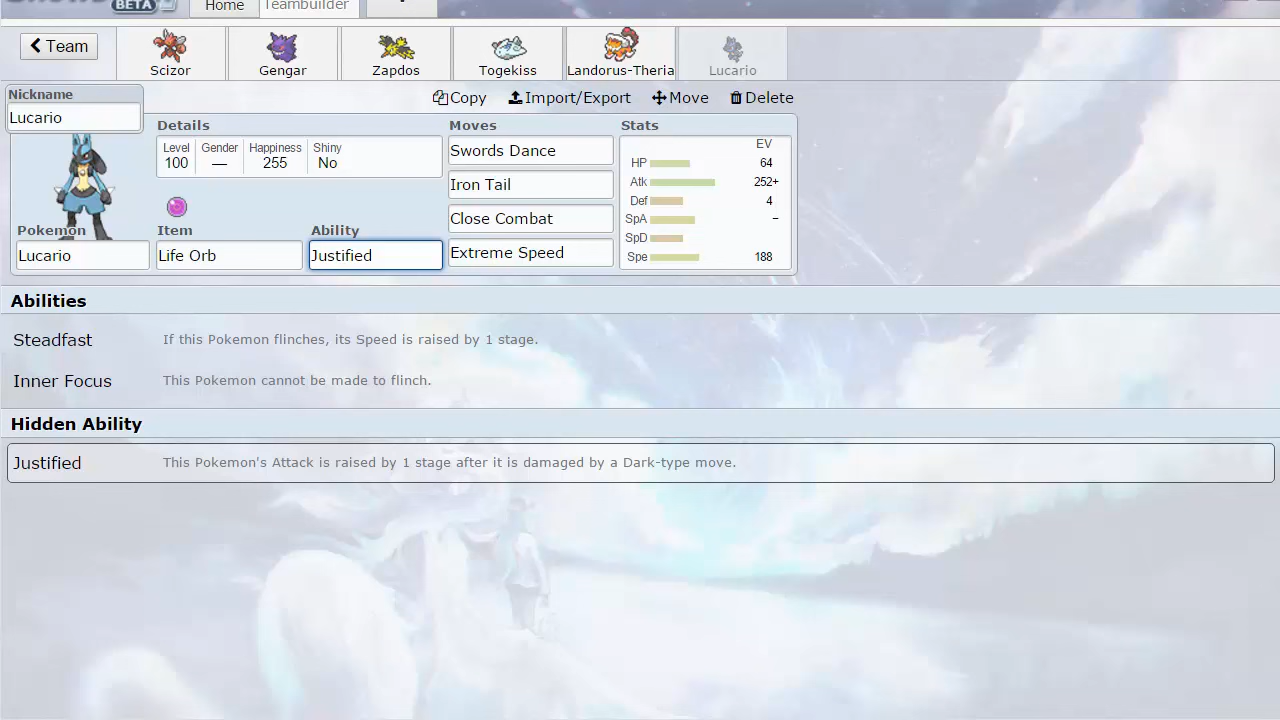 BETA
Home
Teambuilder
Team
Scizor
Gengar
Zapdos
Togekiss
Landorus-Theria
Lucario
Nickname
Lucario
Copy
Import/Export
Move
Delete
Details
Moves
Stats
Level
Gender
Happiness
Shiny
100
—
255
No
Swords Dance
Iron Tail
Close Combat
Extreme Speed
EV
HP 64
Atk 252+
Def 4
SpA –
SpD
Spe 188
Pokemon
Lucario
Item
Life Orb
Ability
Justified
Abilities
Steadfast If this Pokemon flinches, its Speed is raised by 1 stage.
Inner Focus This Pokemon cannot be made to flinch.
Hidden Ability
Justified This Pokemon's Attack is raised by 1 stage after it is damaged by a Dark-type move.